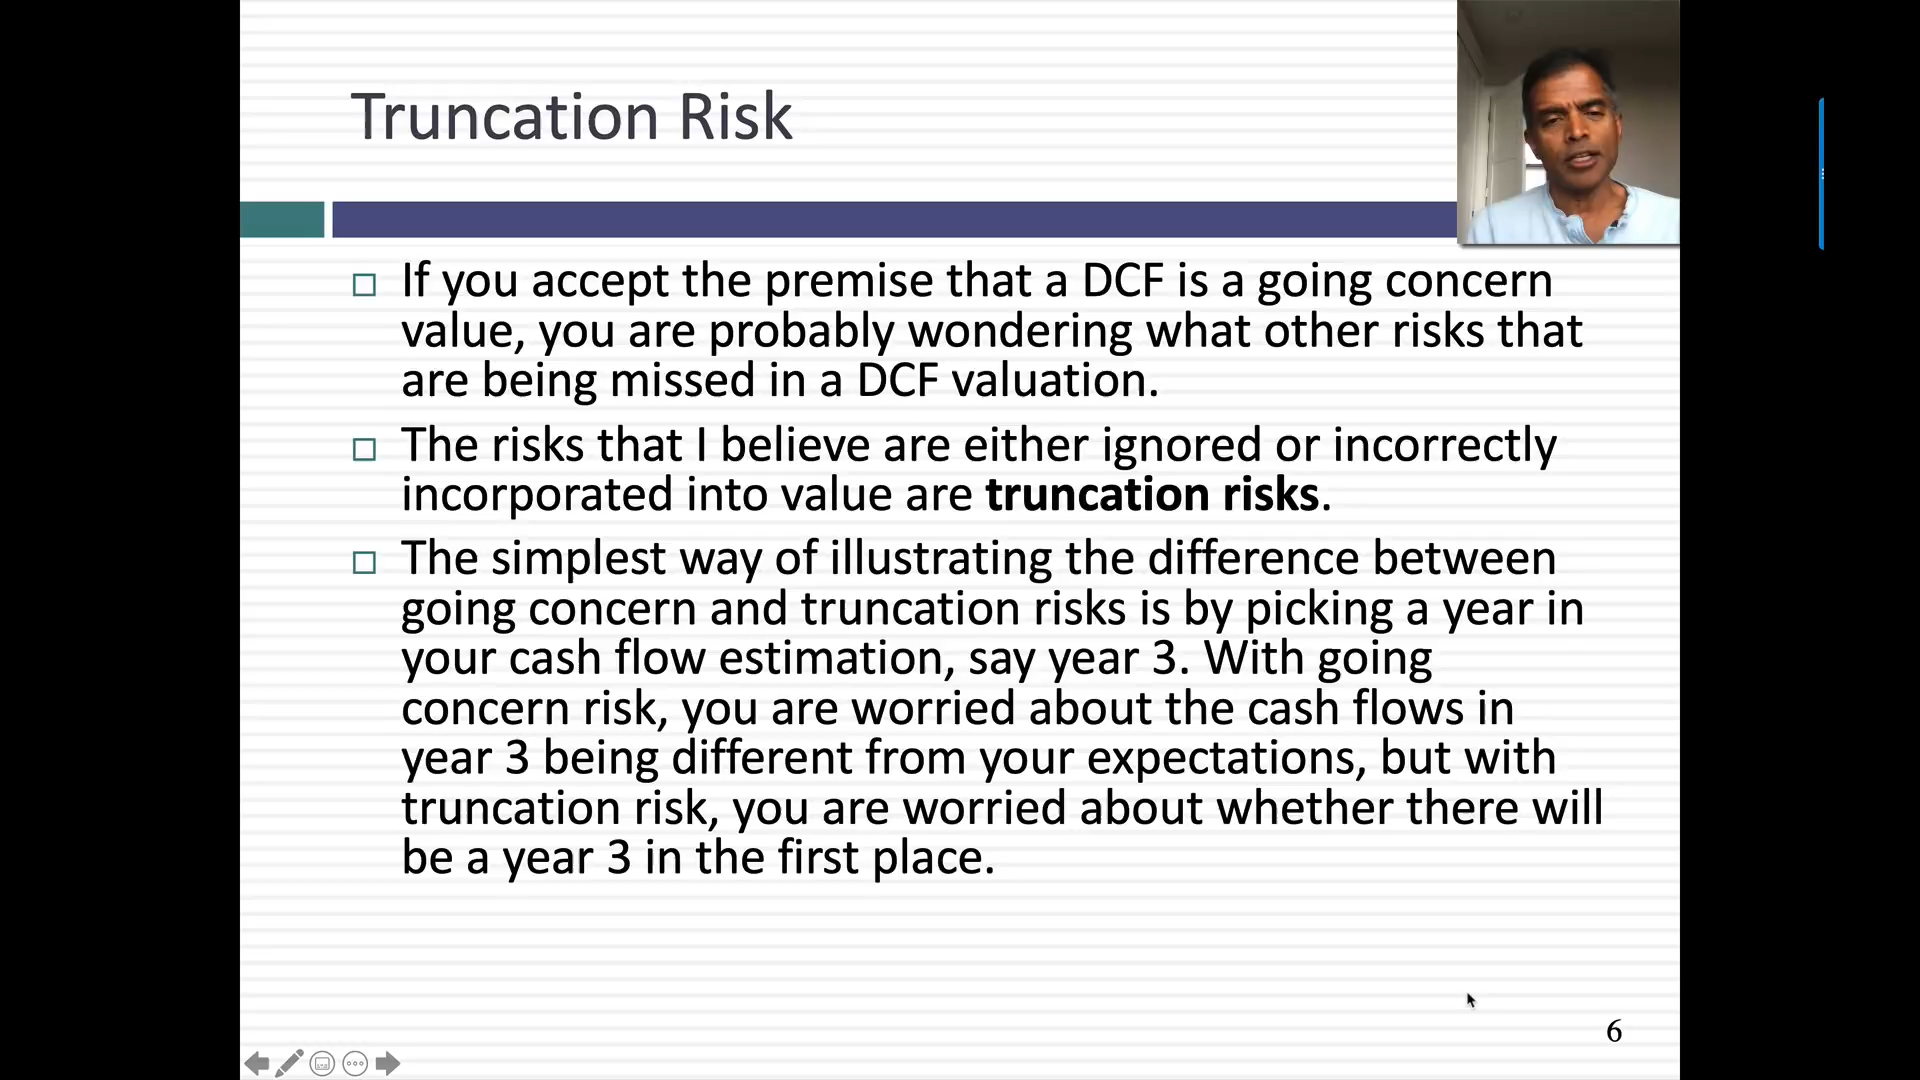 Truncation Risk
If you accept the premise that a DCF is a going concern
value, you are probably wondering what other risks that
are being missed in a DCF valuation.
The risks that I believe are either ignored or incorrectly
incorporated into value are truncation risks.
The simplest way of illustrating the difference between
going concern and truncation risks is by picking a year in
your cash flow estimation, say year 3. With going
concern risk, you are worried about the cash flows in
year 3 being different from your expectations, but with
truncation risk, you are worried about whether there will
be a year 3 in the first place.
6